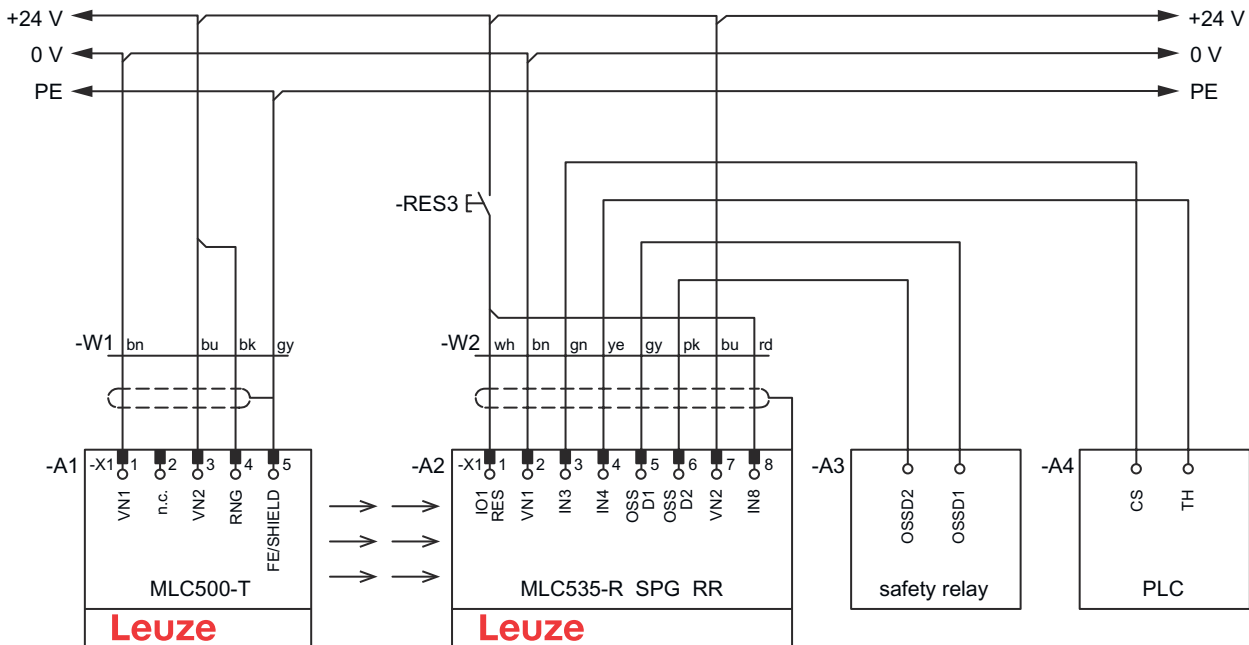 +24 V
+24 V
0 V
0 V
PE
PE
-RES3
-W1 bn bu bk gy
-W2 wh bn gn ye gy pk bu rd
-A1 -X1 1 2 3 4 5
-A2 -X1 1 2 3 4 5 6 7 8
-A3
-A4
VN1
n.c.
VN2
RNG
FE/SHIELD
IO1
RES
VN1
IN3
IN4
OSS
D1
OSS
D2
VN2
IN8
OSSD2
OSSD1
CS
TH
MLC500-T
MLC535-R SPG RR
safety relay
PLC
Leuze
Leuze